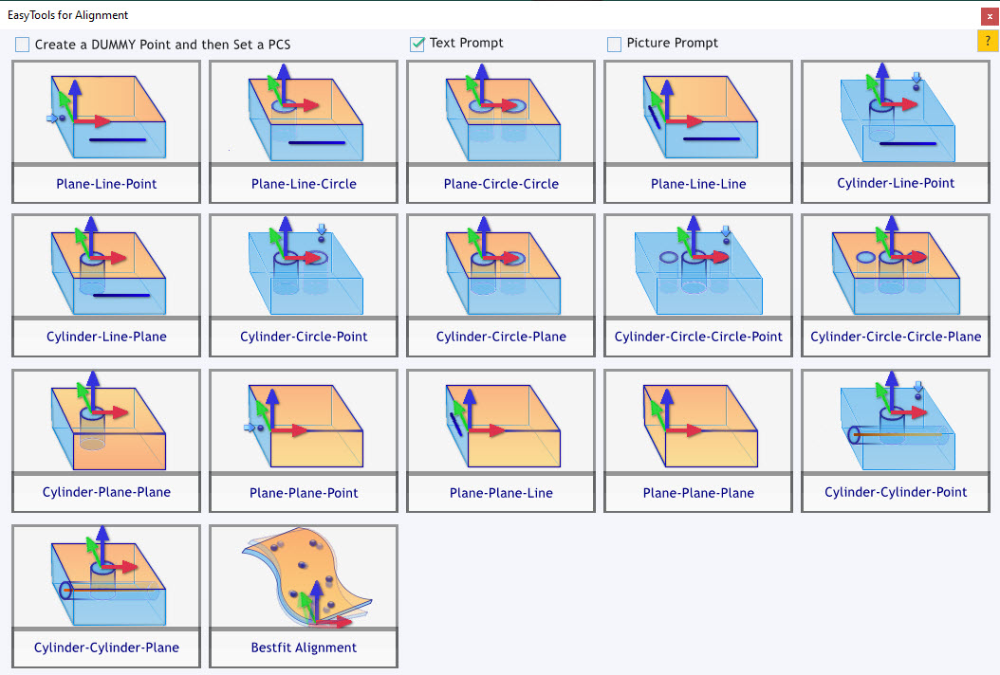 EasyTools for Alignment
x
Create a DUMMY Point and then Set a PCS
Text Prompt
Picture Prompt
?
Plane-Line-Point
Plane-Line-Circle
Plane-Circle-Circle
Plane-Line-Line
Cylinder-Line-Point
Cylinder-Line-Plane
Cylinder-Circle-Point
Cylinder-Circle-Plane
Cylinder-Circle-Circle-Point
Cylinder-Circle-Circle-Plane
Cylinder-Plane-Plane
Plane-Plane-Point
Plane-Plane-Line
Plane-Plane-Plane
Cylinder-Cylinder-Point
Cylinder-Cylinder-Plane
Bestfit Alignment